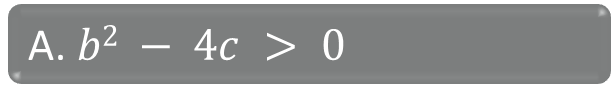 A. b² − 4c > 0